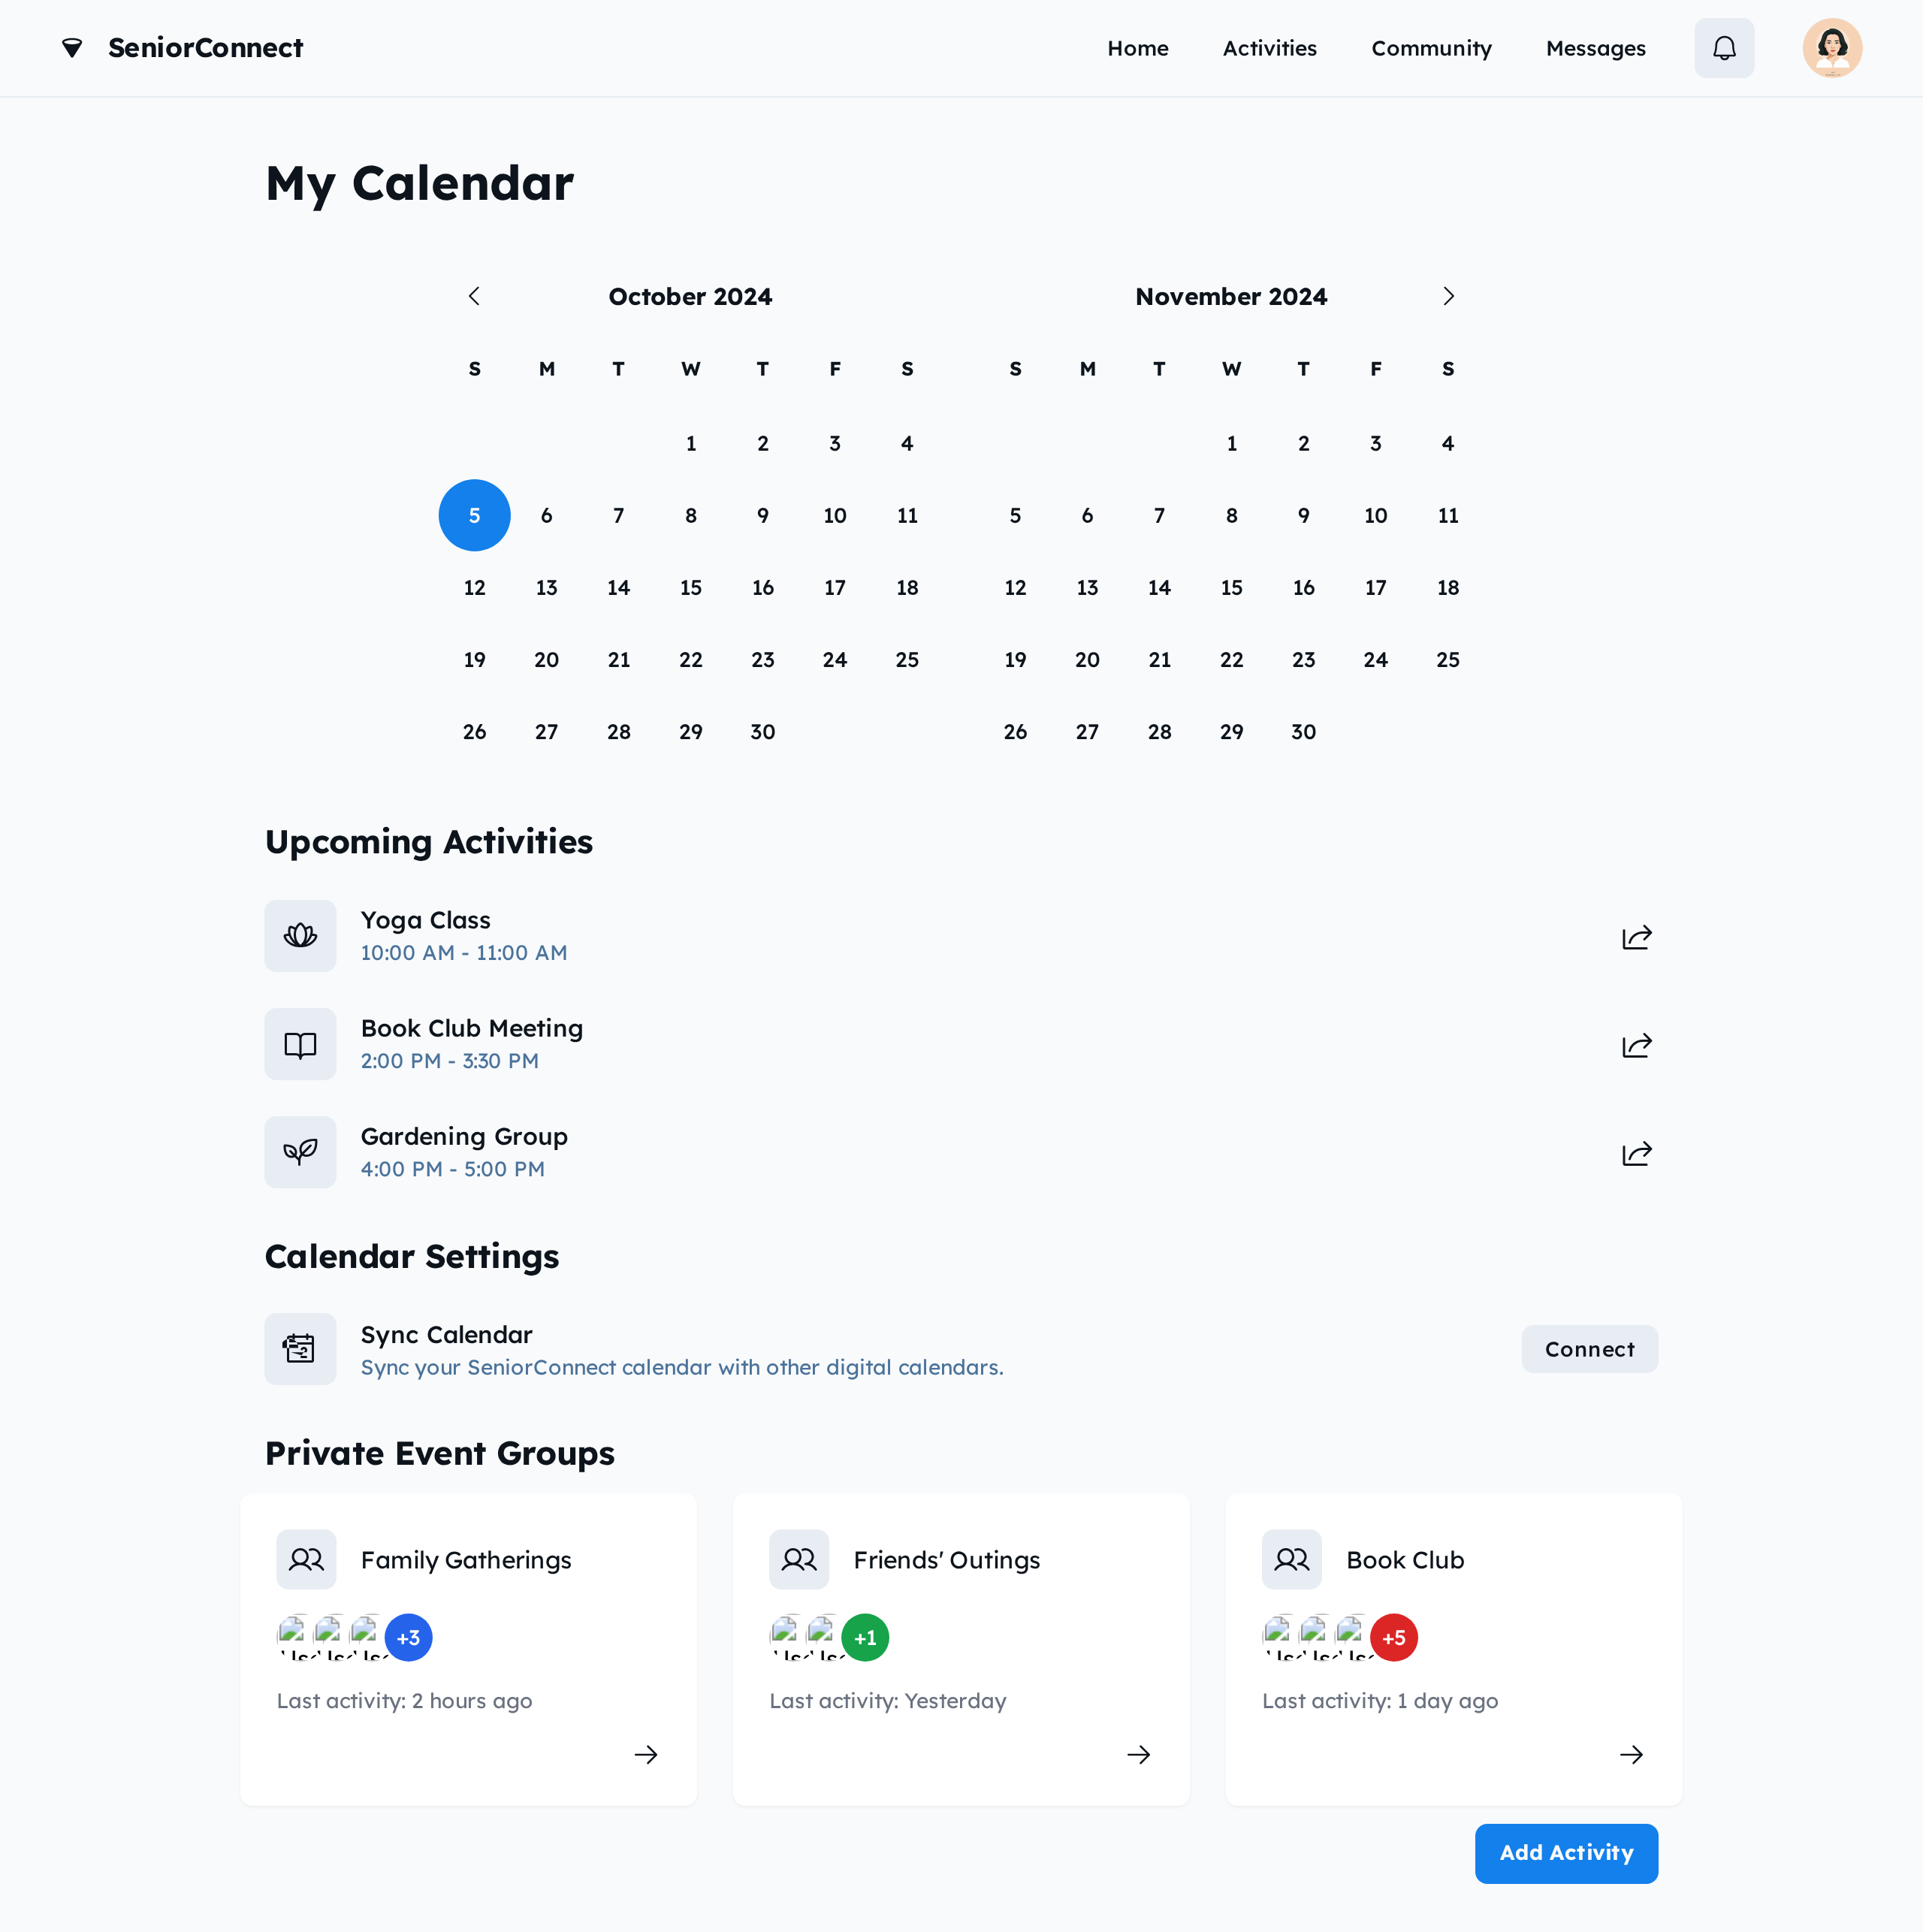 SeniorConnect
Home Activities Community Messages
My Calendar
October 2024
S M T W T F S
1 2 3 4
5 6 7 8 9 10 11
12 13 14 15 16 17 18
19 20 21 22 23 24 25
26 27 28 29 30
November 2024
S M T W T F S
1 2 3 4
5 6 7 8 9 10 11
12 13 14 15 16 17 18
19 20 21 22 23 24 25
26 27 28 29 30
Upcoming Activities
Yoga Class
10:00 AM - 11:00 AM
Book Club Meeting
2:00 PM - 3:30 PM
Gardening Group
4:00 PM - 5:00 PM
Calendar Settings
Sync Calendar
Sync your SeniorConnect calendar with other digital calendars.
Connect
Private Event Groups
Family Gatherings
+3
Last activity: 2 hours ago
Friends' Outings
+1
Last activity: Yesterday
Book Club
+5
Last activity: 1 day ago
Add Activity